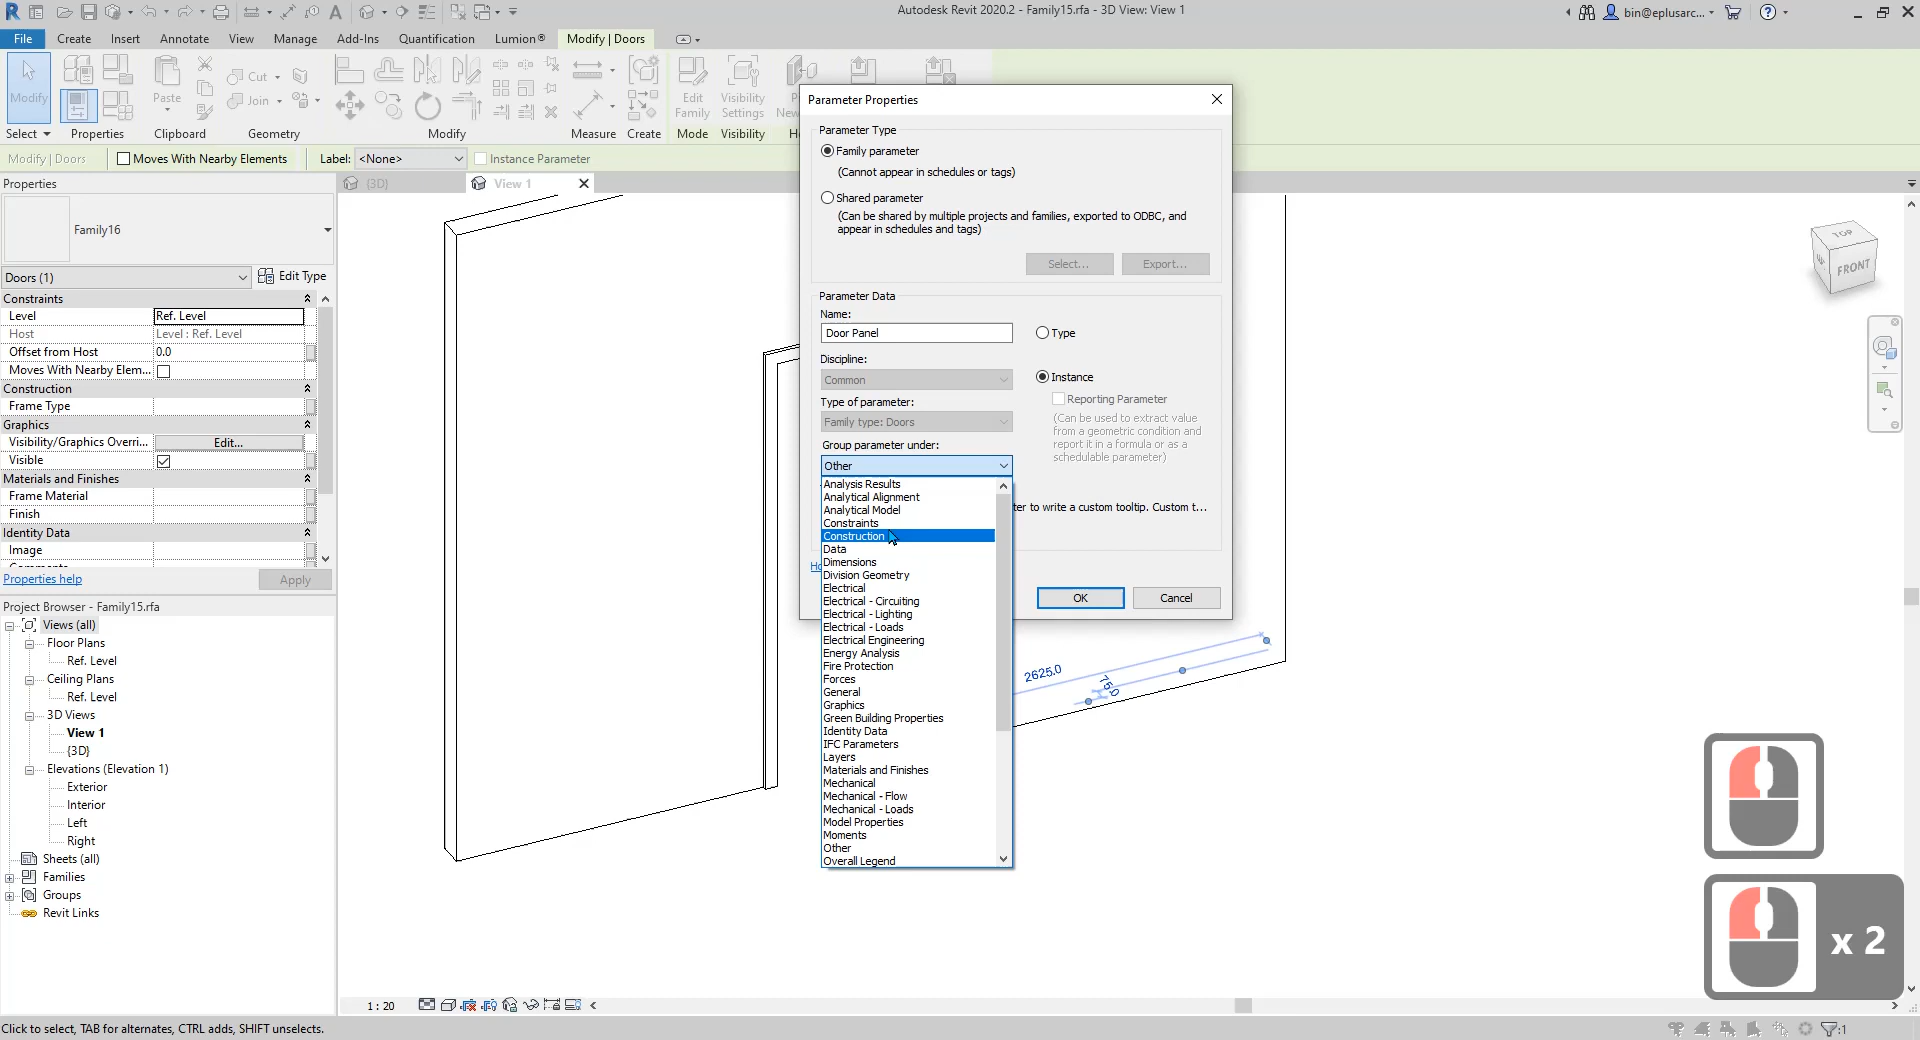 Autodesk Revit 2020.2 - Family15.rfa - 3D View: View 1
bin@eplusarc...
File Create Insert Annotate View Manage Add-Ins Quantification Lumion® Modify | Doors
Modify
Paste
Cut
Join
Edit Family
Visibility Settings
Select Properties Clipboard Geometry Modify Measure Create Mode Visibility
Modify | Doors Moves With Nearby Elements Label: <None> Instance Parameter
Properties
{3D}
View 1
Family16
Doors (1) Edit Type
Constraints
Level Ref. Level
Host Level : Ref. Level
Offset from Host 0.0
Moves With Nearby Elem...
Construction
Frame Type
Graphics
Visibility/Graphics Overri... Edit...
Visible
Materials and Finishes
Frame Material
Finish
Identity Data
Image
Properties help Apply
Project Browser - Family15.rfa
Views (all)
Floor Plans
Ref. Level
Ceiling Plans
Ref. Level
3D Views
View 1
{3D}
Elevations (Elevation 1)
Exterior
Interior
Left
Right
Sheets (all)
Families
Groups
Revit Links
Parameter Properties
Parameter Type
Family parameter
(Cannot appear in schedules or tags)
Shared parameter
(Can be shared by multiple projects and families, exported to ODBC, and
appear in schedules and tags)
Select... Export...
Parameter Data
Name:
Door Panel
Type
Discipline:
Common
Instance
Reporting Parameter
(Can be used to extract value
from a geometric condition and
report it in a formula or as a
schedulable parameter)
Type of parameter:
Family type: Doors
Group parameter under:
Other
Analysis Results
Analytical Alignment
Analytical Model
Constraints
Construction
Data
Dimensions
Division Geometry
Electrical
Electrical - Circuiting
Electrical - Lighting
Electrical - Loads
Electrical Engineering
Energy Analysis
Fire Protection
Forces
General
Graphics
Green Building Properties
Identity Data
IFC Parameters
Layers
Materials and Finishes
Mechanical
Mechanical - Flow
Mechanical - Loads
Model Properties
Moments
Other
Overall Legend
ter to write a custom tooltip. Custom t...
OK Cancel
2625.0
75.0
TOP
FRONT
x 2
1 : 20
Click to select, TAB for alternates, CTRL adds, SHIFT unselects.
:1